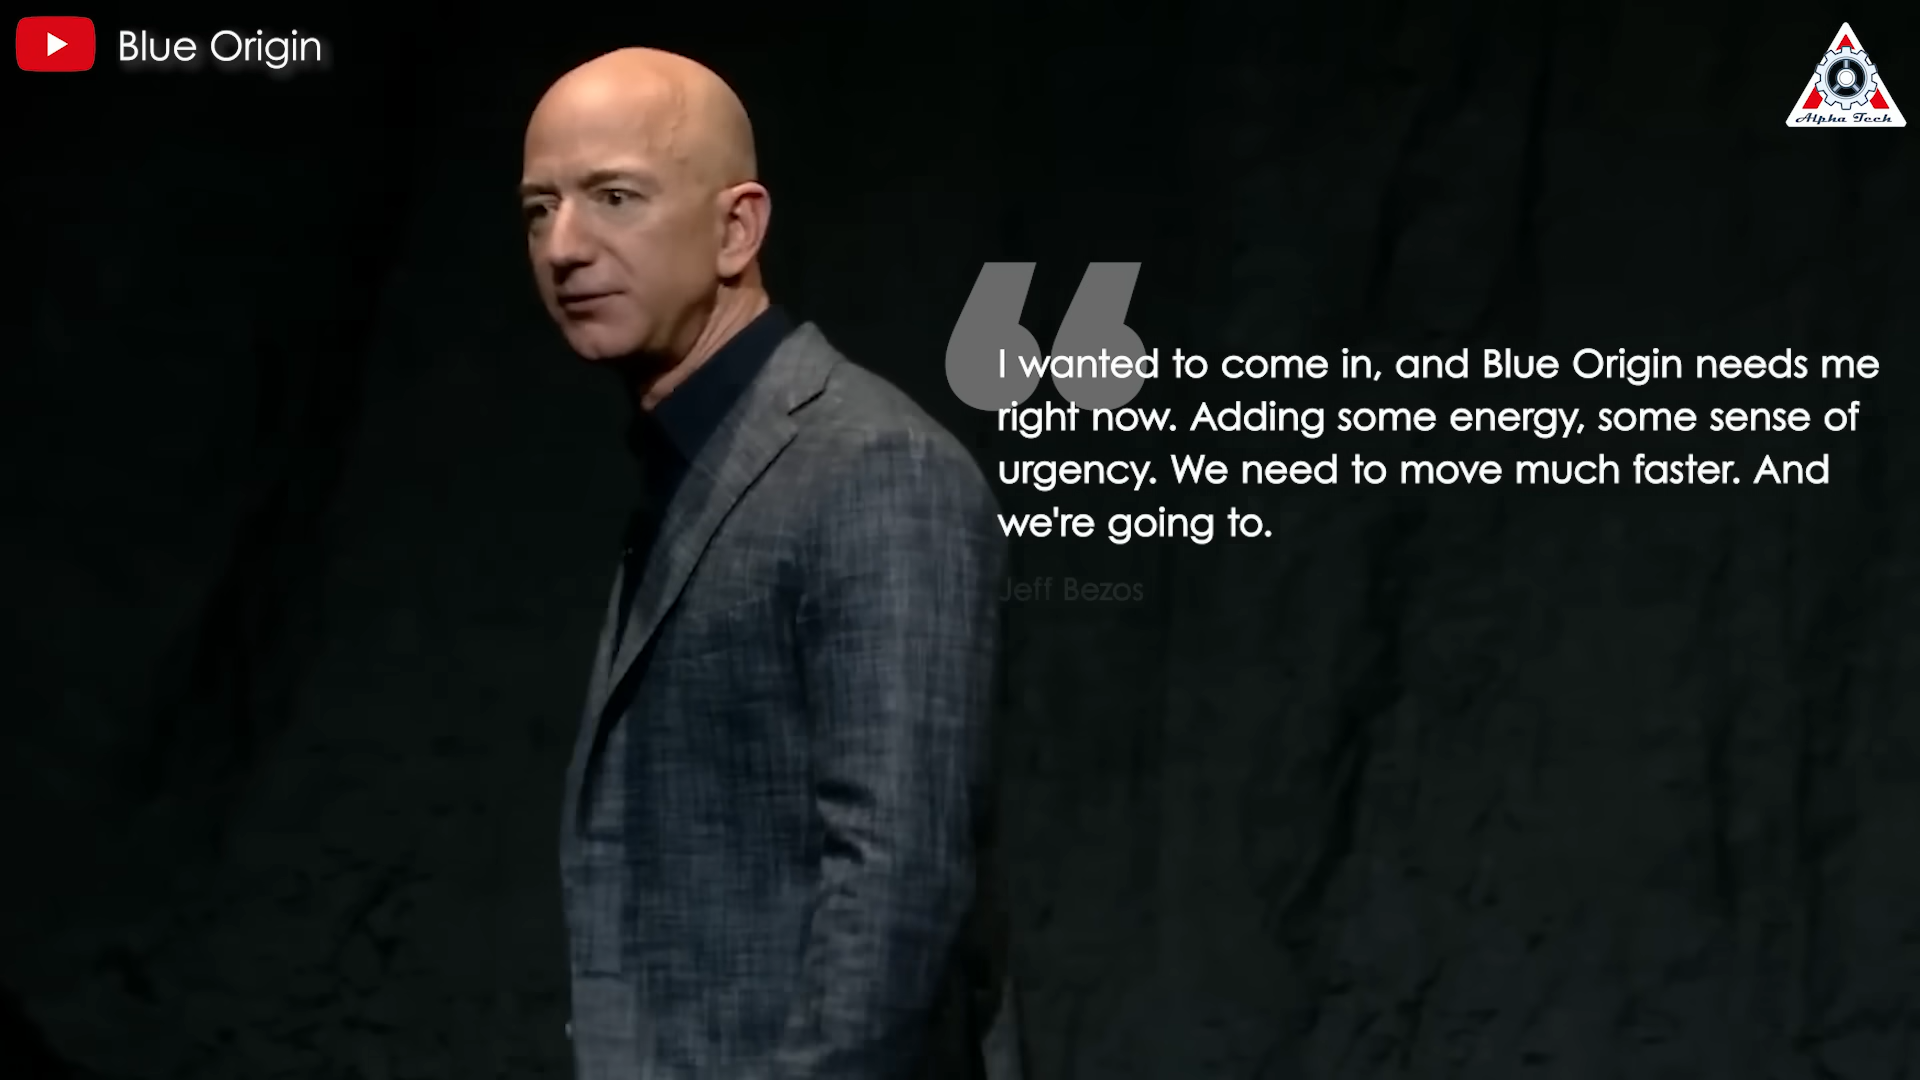 Blue Origin
Alpha Tech
I wanted to come in, and Blue Origin needs me
right now. Adding some energy, some sense of
urgency. We need to move much faster. And
we're going to.
Jeff Bezos